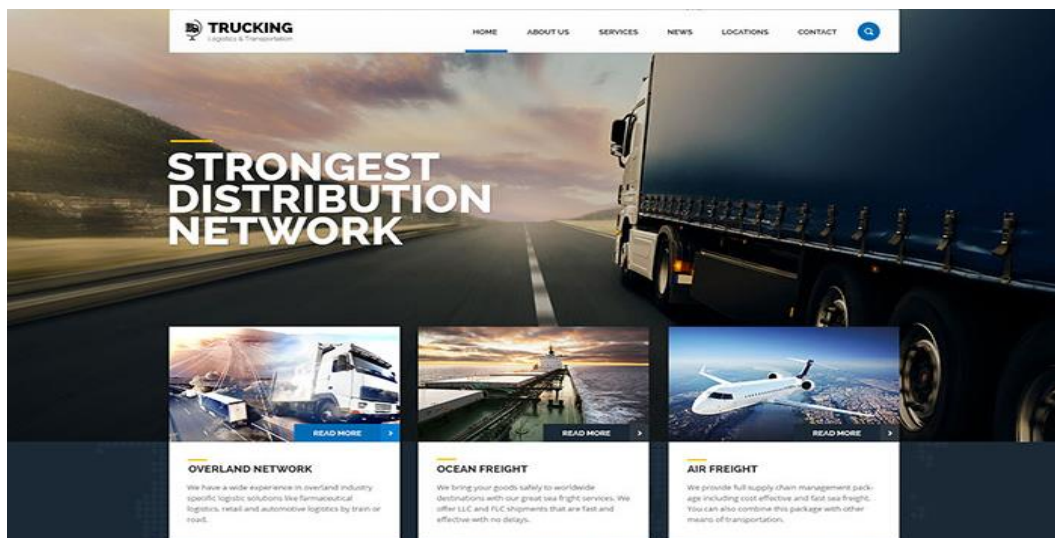 TRUCKING
Logistics & Transportation
HOME ABOUT US SERVICES NEWS LOCATIONS CONTACT
STRONGEST
DISTRIBUTION
NETWORK
READ MORE >
READ MORE >
READ MORE >
OVERLAND NETWORK
We have a wide experience in overland industry
specific logistic solutions like farmaceutical
logistics, retail and automotive logistics by train or
road.
OCEAN FREIGHT
We bring your goods safely to worldwide
destinations with our great sea fright services. We
offer LLC and FLC shipments that are fast and
effective with no delays.
AIR FREIGHT
We provide full supply chain management pack-
age including cost effective and fast sea freight.
You can also combine this package with other
means of transportation.